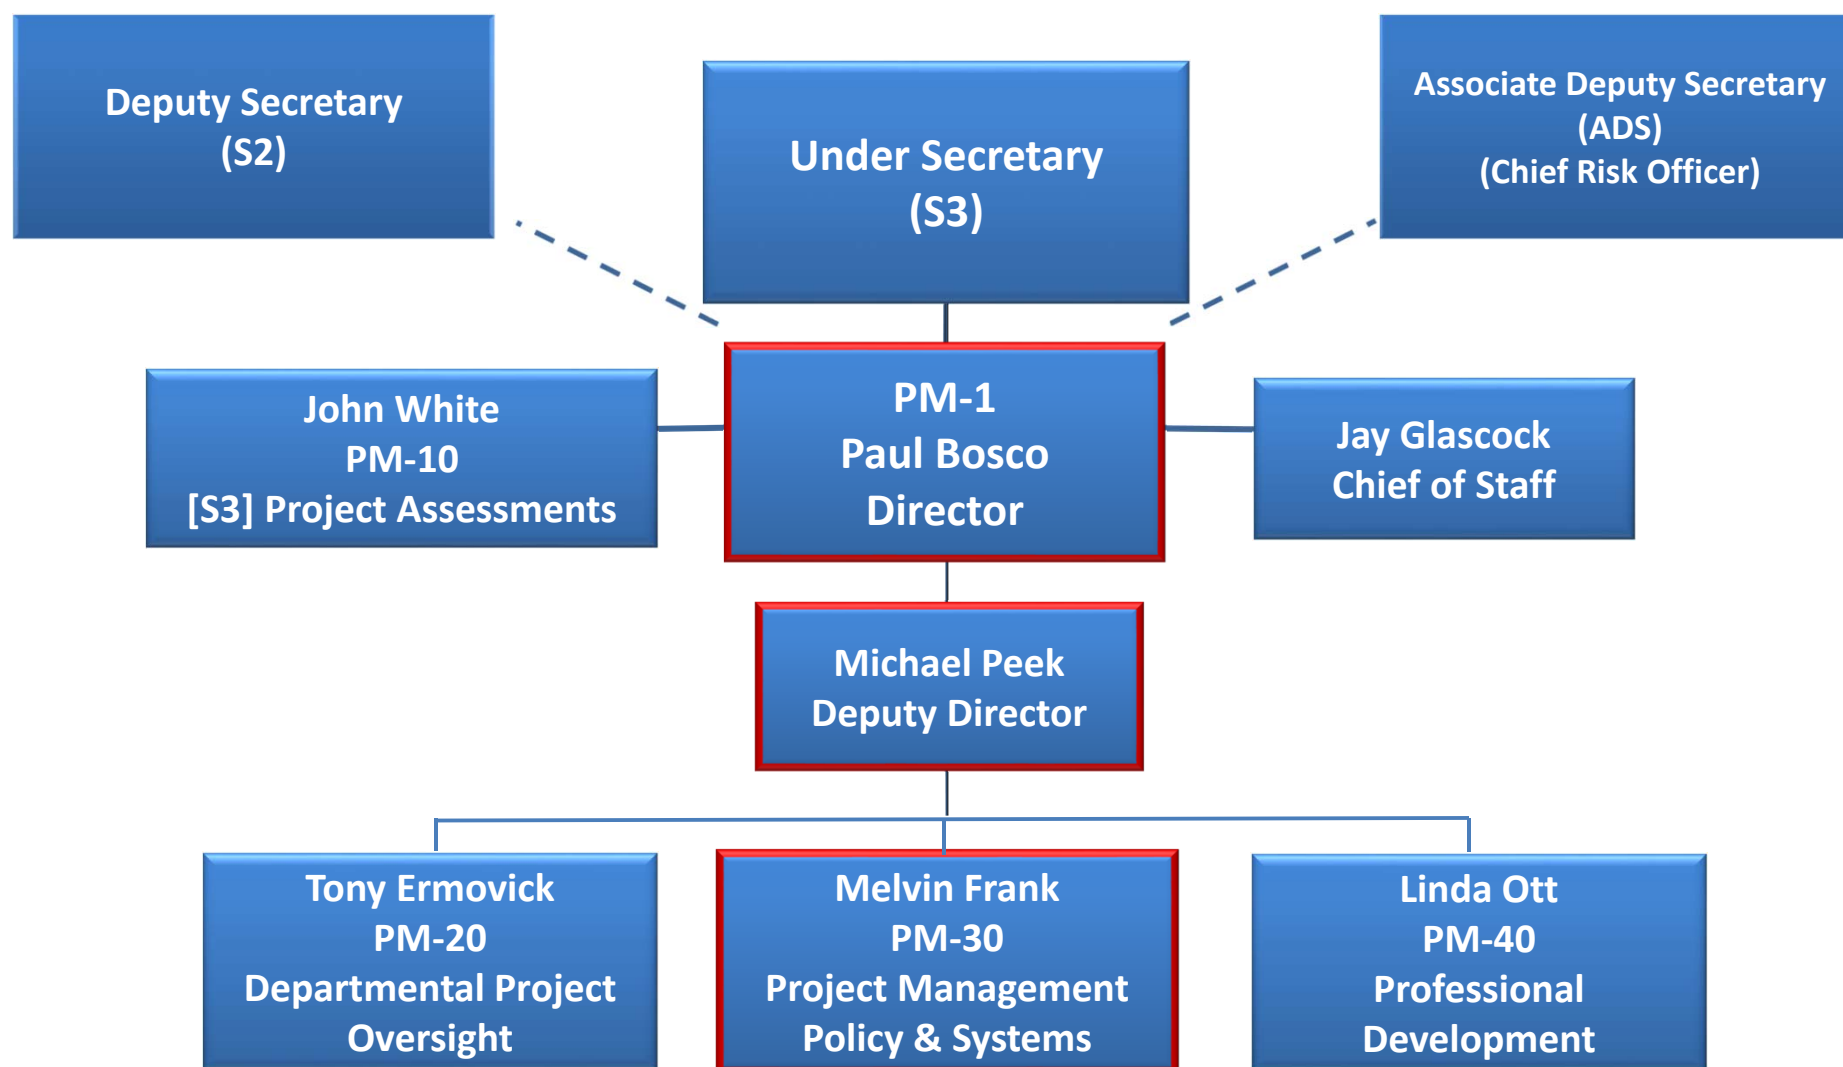 Deputy Secretary
(S2)
Under Secretary
(S3)
Associate Deputy Secretary
(ADS)
(Chief Risk Officer)
John White
PM-10
[S3] Project Assessments
PM-1
Paul Bosco
Director
Jay Glascock
Chief of Staff
Michael Peek
Deputy Director
Tony Ermovick
PM-20
Departmental Project
Oversight
Melvin Frank
PM-30
Project Management
Policy & Systems
Linda Ott
PM-40
Professional
Development